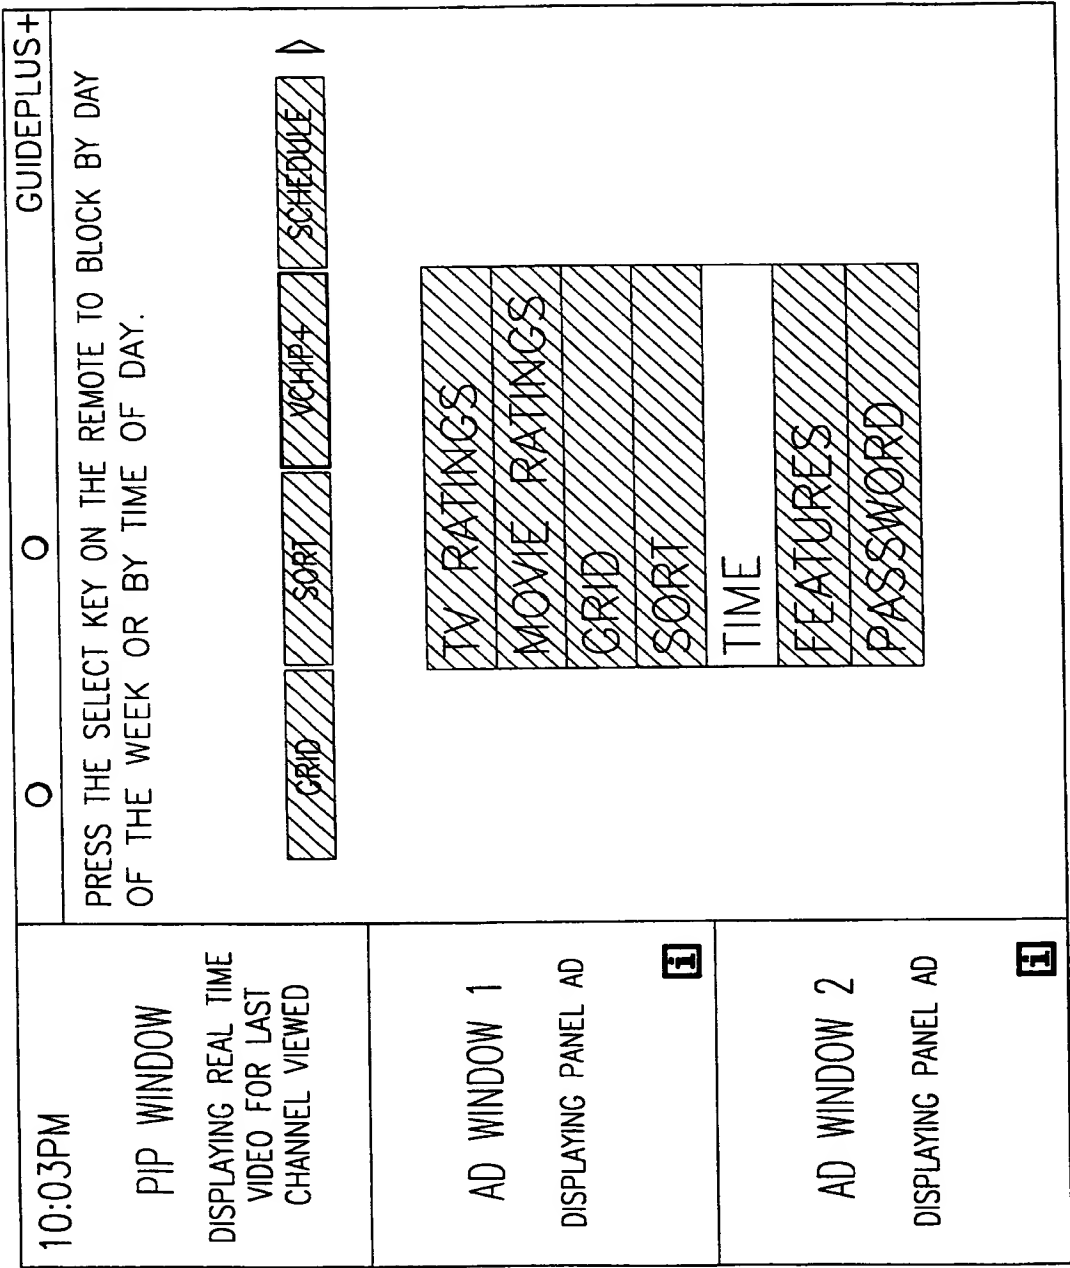 10:03PM
GUIDEPLUS+
PIP WINDOW
DISPLAYING REAL TIME
VIDEO FOR LAST
CHANNEL VIEWED
AD WINDOW 1
DISPLAYING PANEL AD
i
AD WINDOW 2
DISPLAYING PANEL AD
i
PRESS THE SELECT KEY ON THE REMOTE TO BLOCK BY DAY
OF THE WEEK OR BY TIME OF DAY.
GRID SORT VCHIP+ SCHEDULE
TV RATINGS
MOVIE RATINGS
GRID
SORT
TIME
FEATURES
PASSWORD